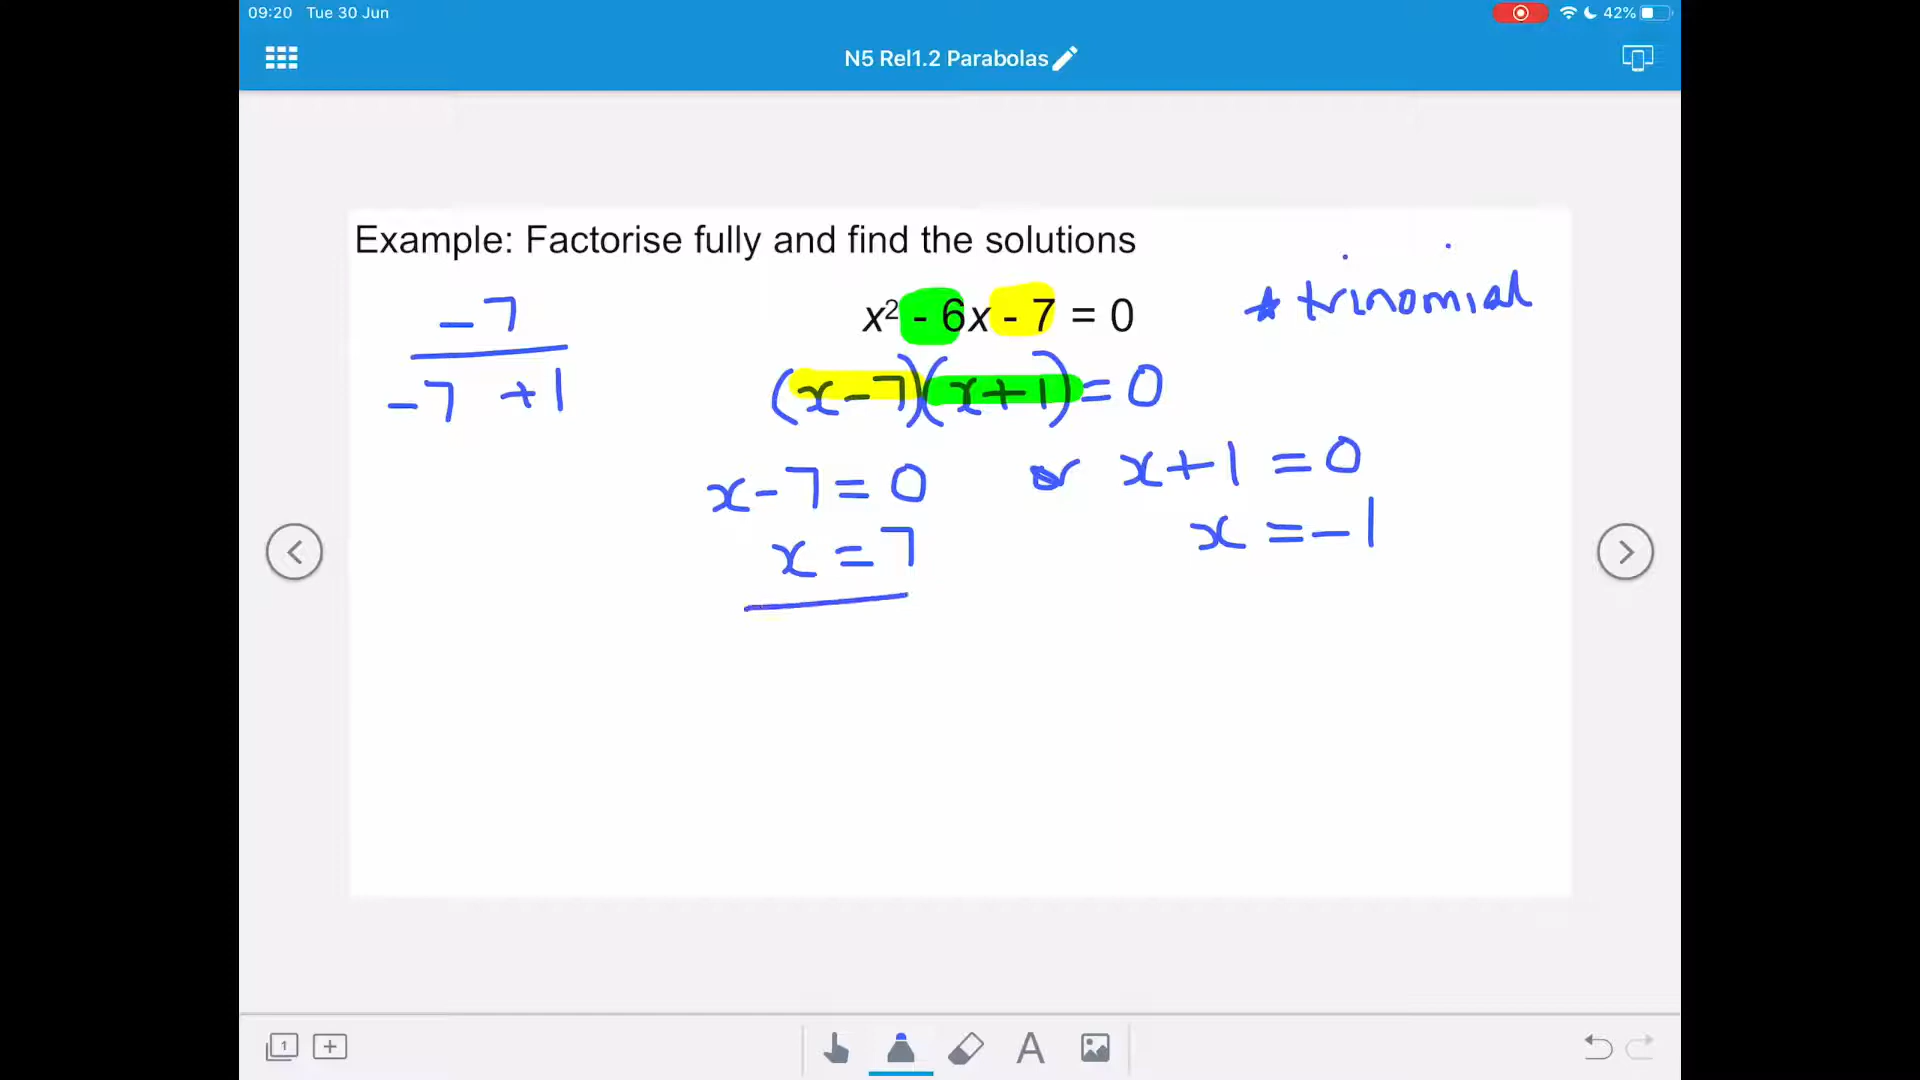 09:20 Tue 30 Jun 42%
N5 Rel1.2 Parabolas
Example: Factorise fully and find the solutions
x² - 6x - 7 = 0
* trinomial
-7
-7 +1
(x-7)(x+1) = 0
x-7=0 or x+1=0
x=7 x=-1
1
A